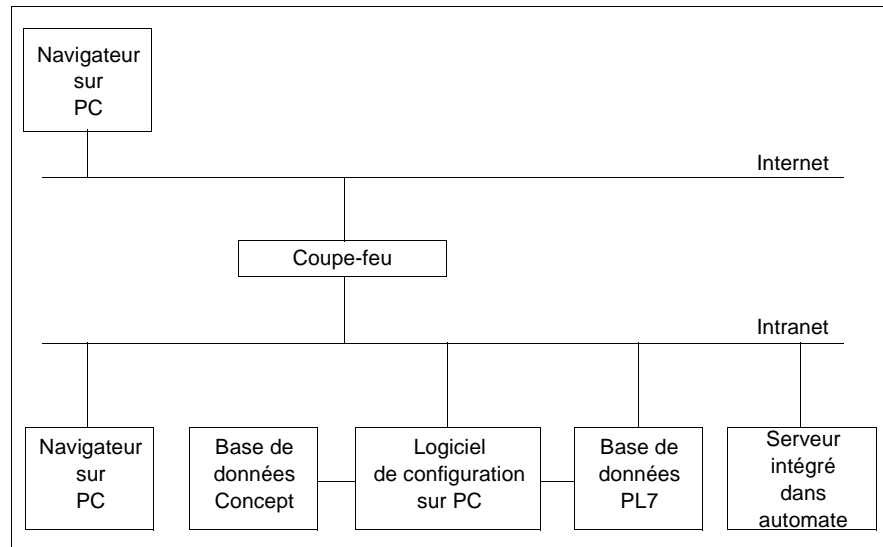 Navigateur
sur
PC
Internet
Coupe-feu
Intranet
Navigateur
sur
PC
Base de
données
Concept
Logiciel
de configuration
sur PC
Base de
données
PL7
Serveur
intégré
dans
automate